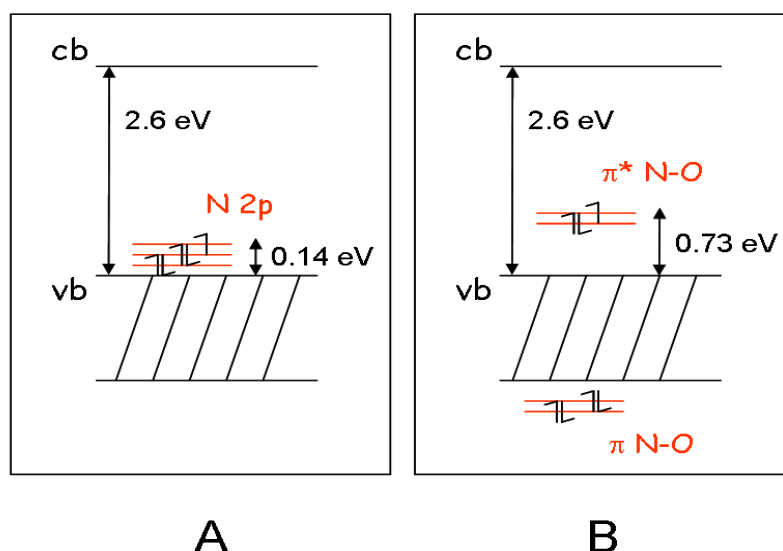 cb
2.6 eV
N 2p
0.14 eV
vb
A
cb
2.6 eV
π* N-O
0.73 eV
vb
π N-O
B